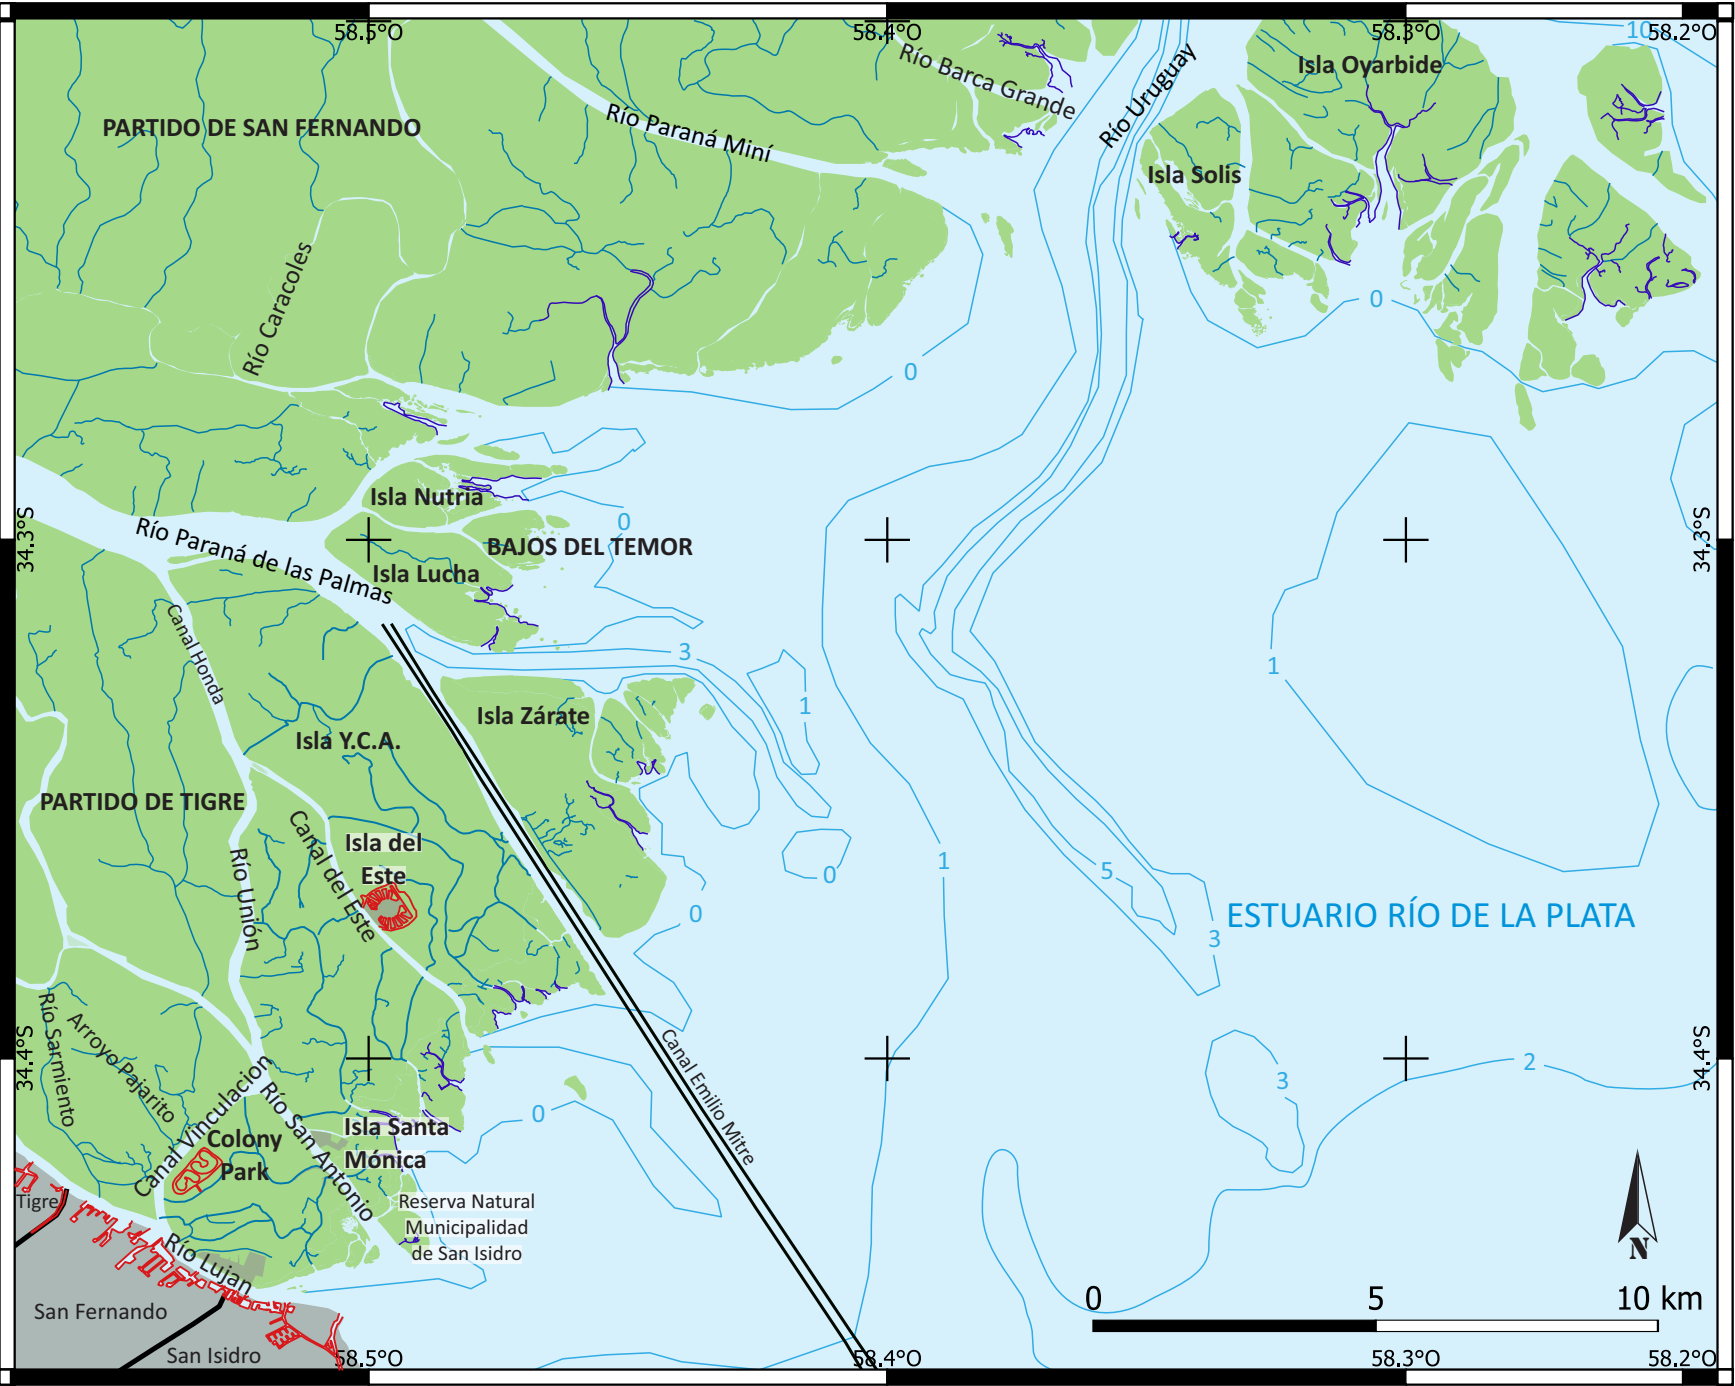 58.5°O
58.4°O
58.3°O
58.2°O
10
Isla Oyarbide
Río Barca Grande
Río Uruguay
PARTIDO DE SAN FERNANDO
Río Paraná Miní
Isla Solis
Río Caracoles
0
0
Isla Nutria
0
34.3°S
34.3°S
Río Paraná de las Palmas
BAJOS DEL TEMOR
Isla Lucha
Canal Honda
3
1
1
Isla Zárate
Isla Y.C.A.
PARTIDO DE TIGRE
Isla del
Este
Canal del Este
Río Unión
0
1
5
0
3
ESTUARIO RÍO DE LA PLATA
Río Sarmiento
Arroyo Pajarito
34.4°S
34.4°S
Canal Emilio Mitre
2
3
0
Canal Vinculacion
Río San Antonio
Colony
Park
Isla Santa
Mónica
Reserva Natural
Municipalidad
de San Isidro
Tigre
Río Lujan
San Fernando
San Isidro
N
0
5
10 km
58.5°O
58.4°O
58.3°O
58.2°O